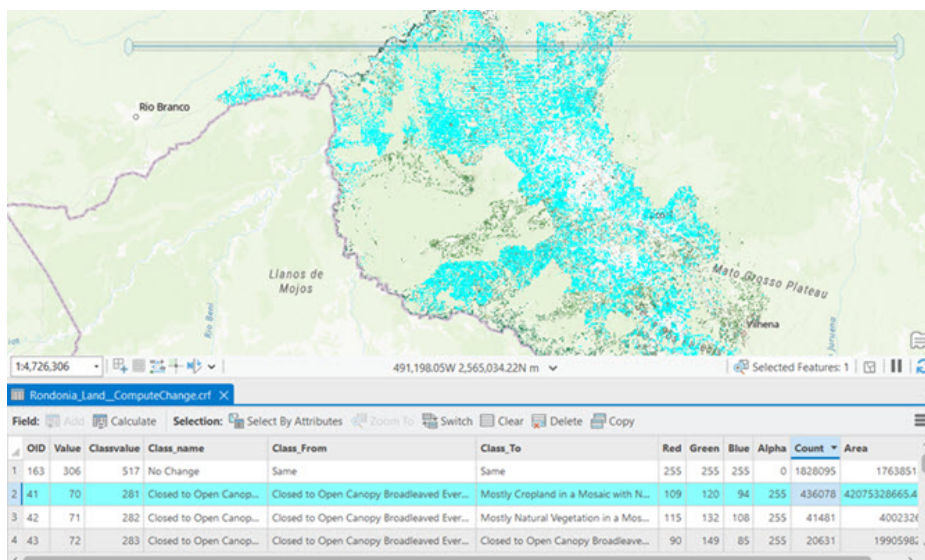 Rio Branco
Llanos de
Mojos
Rio Beni
Mato Grosso Plateau
Vilhena
Juruena
1:4,726,306
491,198.05W 2,565,034.22N m
Selected Features: 1
Rondonia_Land__ComputeChange.crf
Field: Add Calculate Selection: Select By Attributes Zoom To Switch Clear Delete Copy
OID Value Classvalue Class_name Class_From Class_To Red Green Blue Alpha Count Area
1 163 306 517 No Change Same Same 255 255 255 0 1828095 1763851
2 41 70 281 Closed to Open Canop... Closed to Open Canopy Broadleaved Ever... Mostly Cropland in a Mosaic with N... 109 120 94 255 436078 42075328665.4
3 42 71 282 Closed to Open Canop... Closed to Open Canopy Broadleaved Ever... Mostly Natural Vegetation in a Mos... 115 132 108 255 41481 4002326
4 43 72 283 Closed to Open Canop... Closed to Open Canopy Broadleaved Ever... Closed to Open Canopy Broadleave... 90 149 85 255 20631 19905982